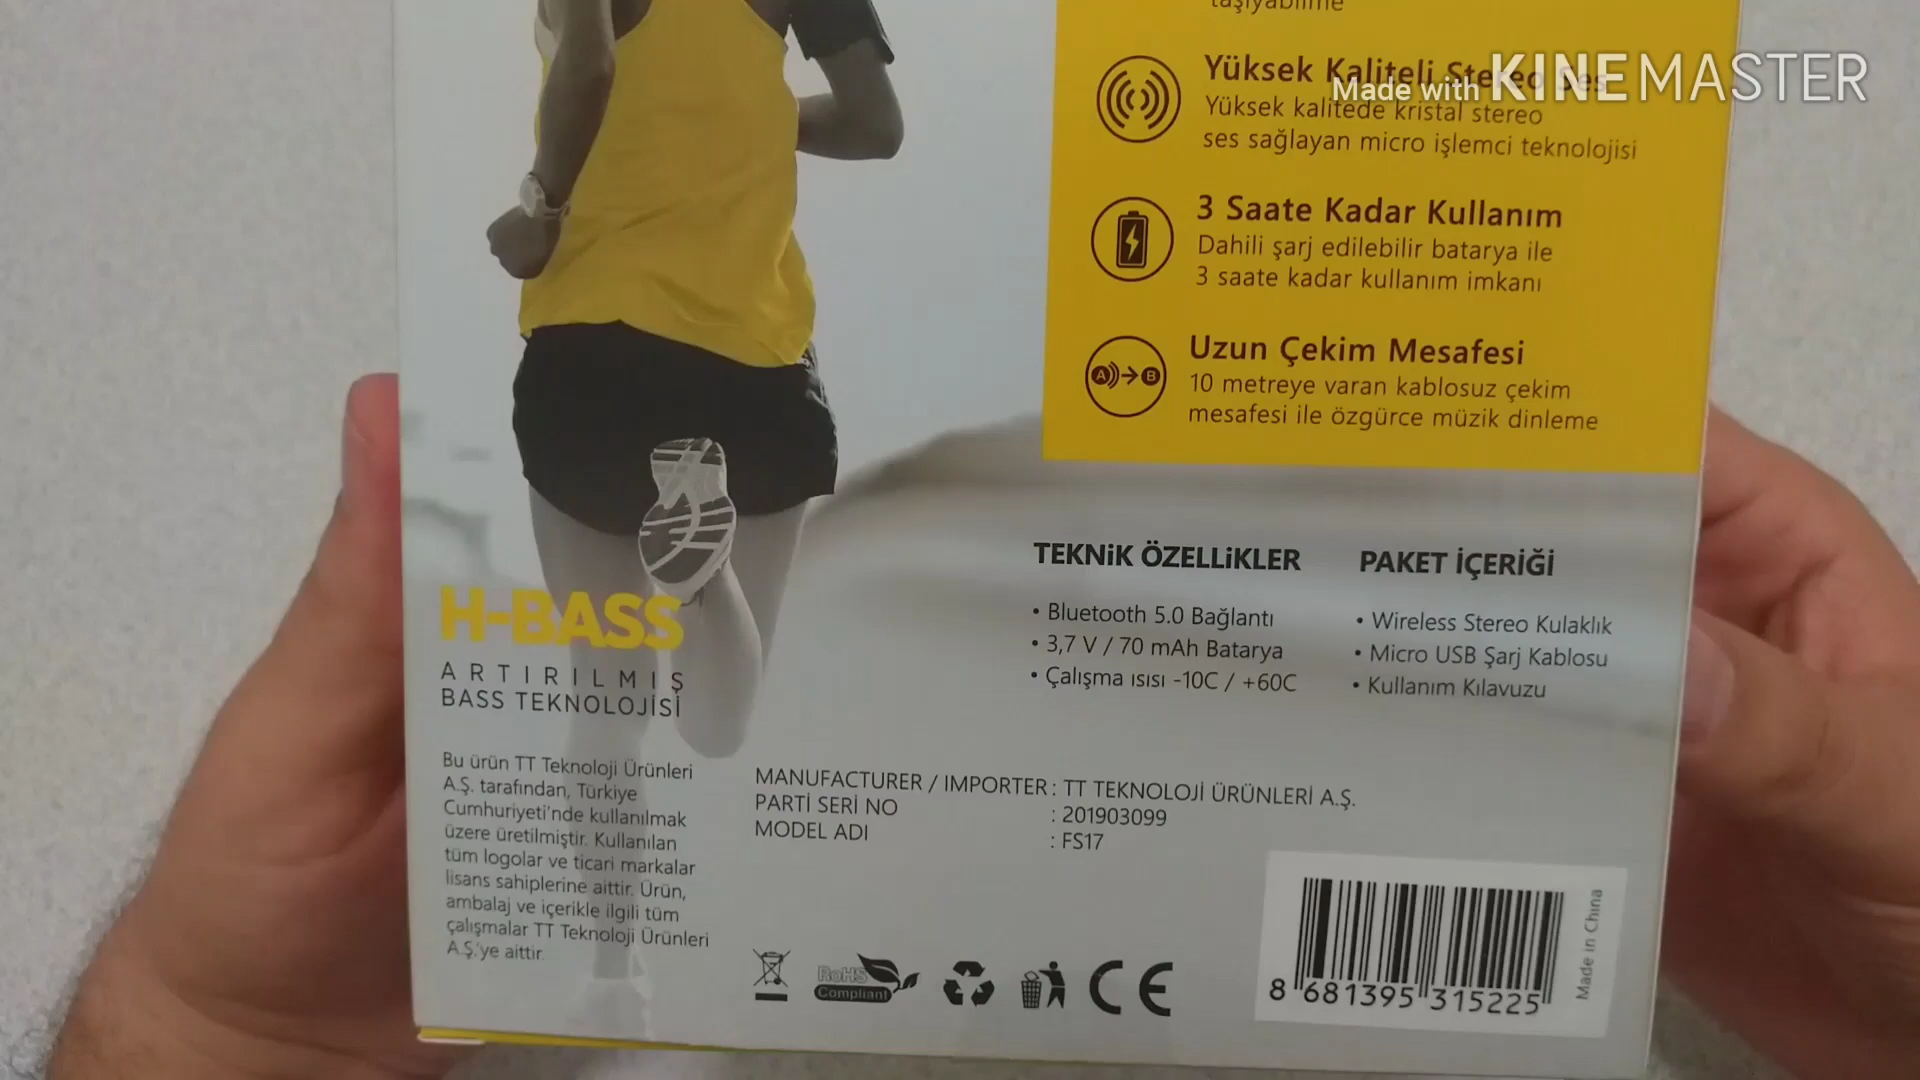 taşıyabilme
Yüksek Kaliteli Stereo Ses
Made with KINEMASTER
Yüksek kalitede kristal stereo
ses sağlayan micro işlemci teknolojisi
3 Saate Kadar Kullanım
Dahili şarj edilebilir batarya ile
3 saate kadar kullanım imkanı
A B
Uzun Çekim Mesafesi
10 metreye varan kablosuz çekim
mesafesi ile özgürce müzik dinleme
TEKNiK ÖZELLiKLER
• Bluetooth 5.0 Bağlantı
• 3,7 V / 70 mAh Batarya
• Çalışma ısısı -10C / +60C
PAKET İÇERİĞİ
• Wireless Stereo Kulaklık
• Micro USB Şarj Kablosu
• Kullanım Kılavuzu
H-BASS
ARTIRILMIŞ
BASS TEKNOLOJİSİ
Bu ürün TT Teknoloji Ürünleri
A.Ş. tarafından, Türkiye
Cumhuriyeti'nde kullanılmak
üzere üretilmiştir. Kullanılan
tüm logolar ve ticari markalar
lisans sahiplerine aittir. Ürün,
ambalaj ve içerikle ilgili tüm
çalışmalar TT Teknoloji Ürünleri
A.Ş.'ye aittir.
MANUFACTURER / IMPORTER : TT TEKNOLOJİ ÜRÜNLERİ A.Ş.
PARTİ SERİ NO : 201903099
MODEL ADI : FS17
RoHS
Compliant
CE
8 681395 315225
Made in China